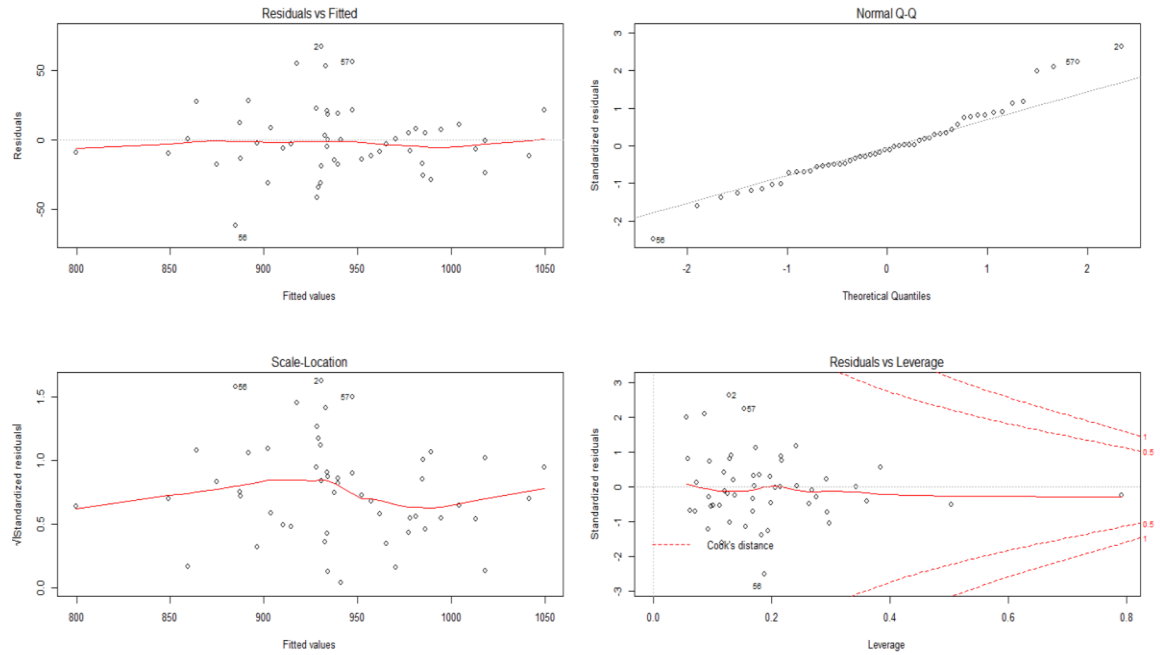 Residuals vs Fitted
Residuals
50
0
-50
2
57
56
800 850 900 950 1000 1050
Fitted values
Normal Q-Q
Standardized residuals
3
2
1
0
-1
-2
2
57
56
-2 -1 0 1 2
Theoretical Quantiles
Scale-Location
√|Standardized residuals|
1.5
1.0
0.5
0.0
56
2
57
800 850 900 950 1000 1050
Fitted values
Residuals vs Leverage
Standardized residuals
3
2
1
0
-1
-2
-3
2
57
56
Cook's distance
1
0.5
0.5
1
0.0 0.2 0.4 0.6 0.8
Leverage